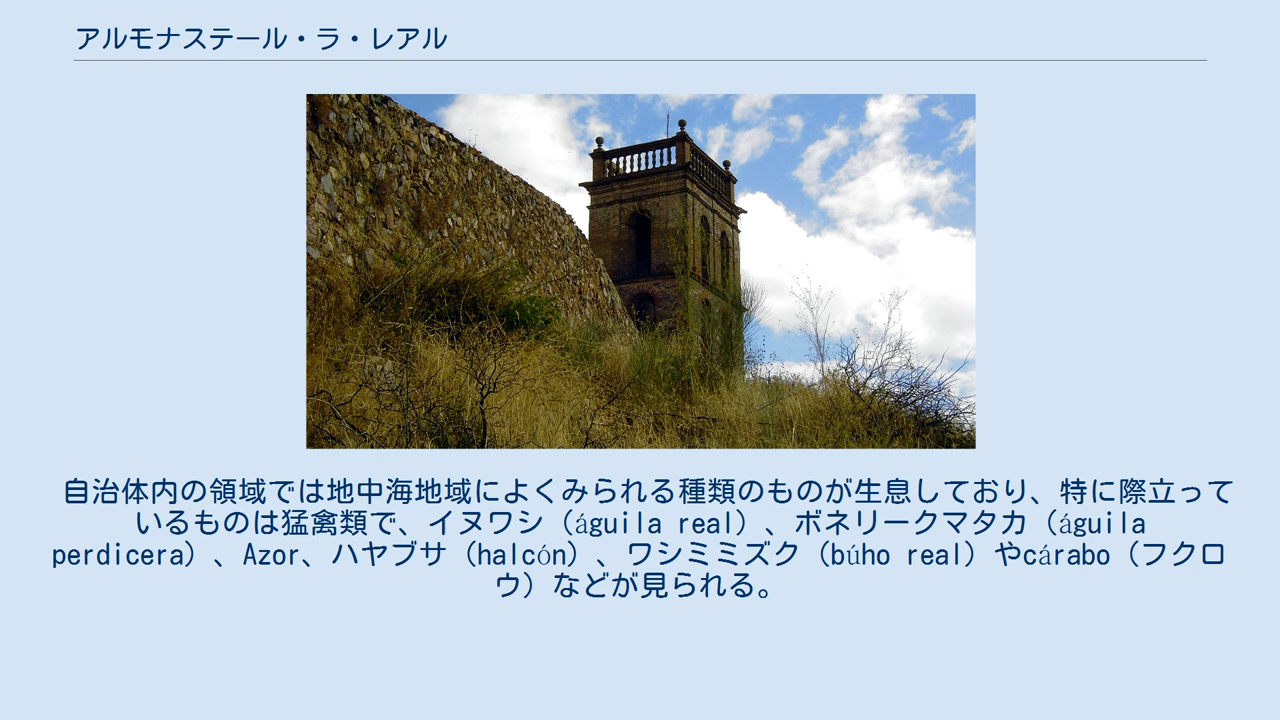 アルモナステール・ラ・レアル
自治体内の領域では地中海地域によくみられる種類のものが生息しており、特に際立って
いるものは猛禽類で、イヌワシ（águila real）、ボネリークマタカ（águila
perdicera）、Azor、ハヤブサ（halcón）、ワシミミズク（búho real）やcárabo（フクロ
ウ）などが見られる。